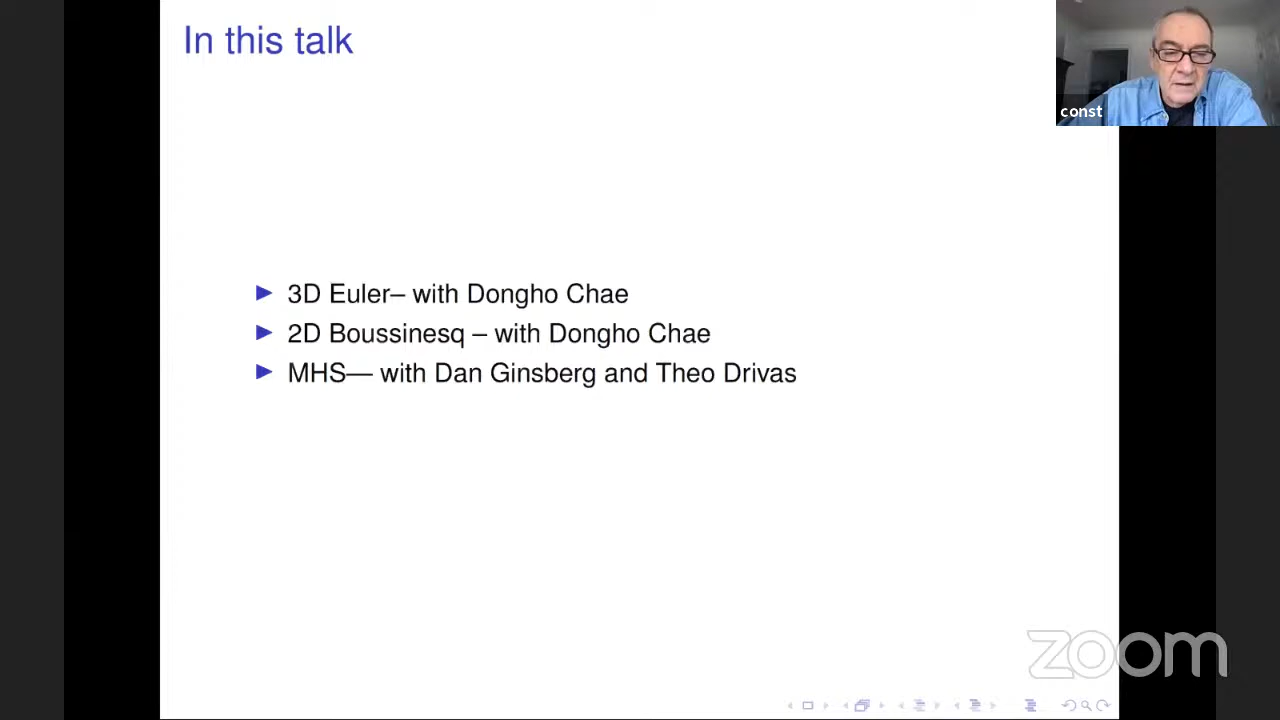 In this talk
const
▶ 3D Euler– with Dongho Chae
▶ 2D Boussinesq – with Dongho Chae
▶ MHS— with Dan Ginsberg and Theo Drivas
zoom